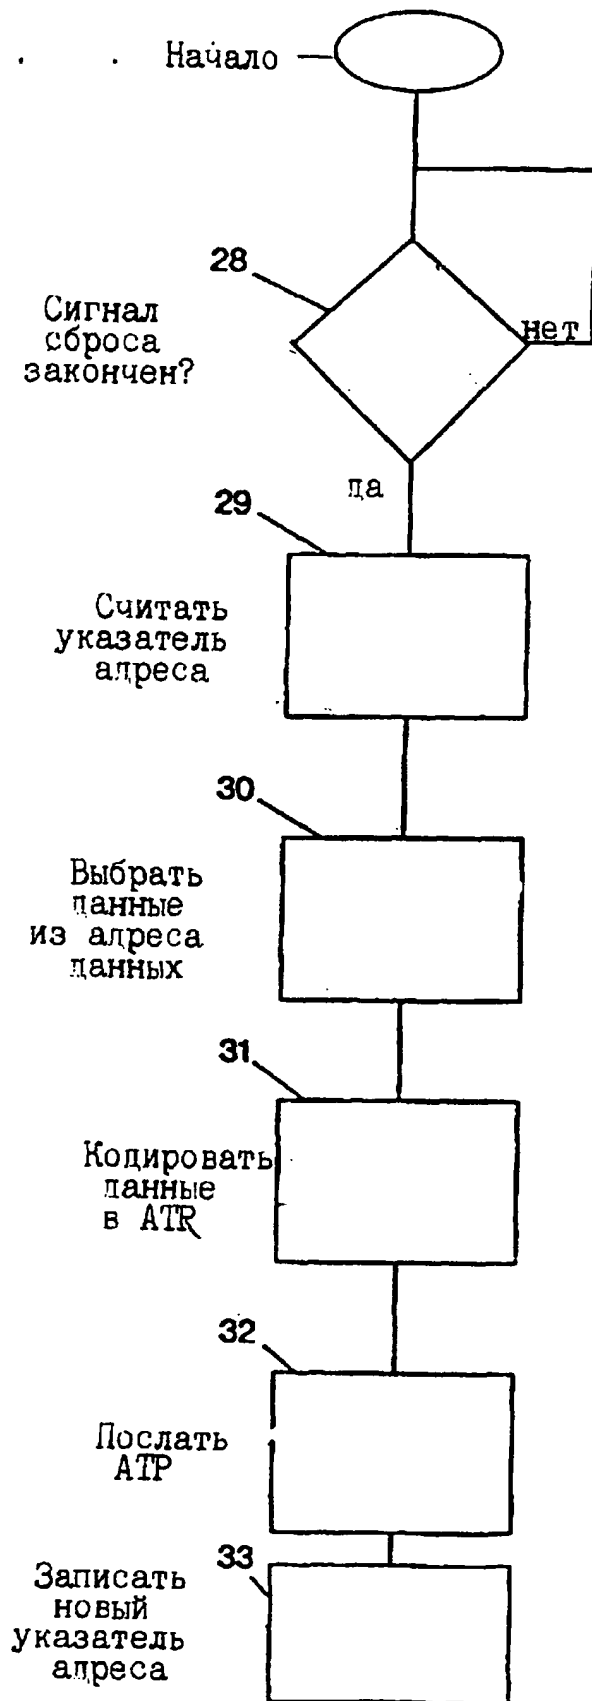 Начало
28
Сигнал
сброса
закончен?
нет
да
29
Считать
указатель
адреса
30
Выбрать
данные
из адреса
данных
31
Кодировать
данные
в ATR
32
Послать
АТР
33
Записать
новый
указатель
адреса